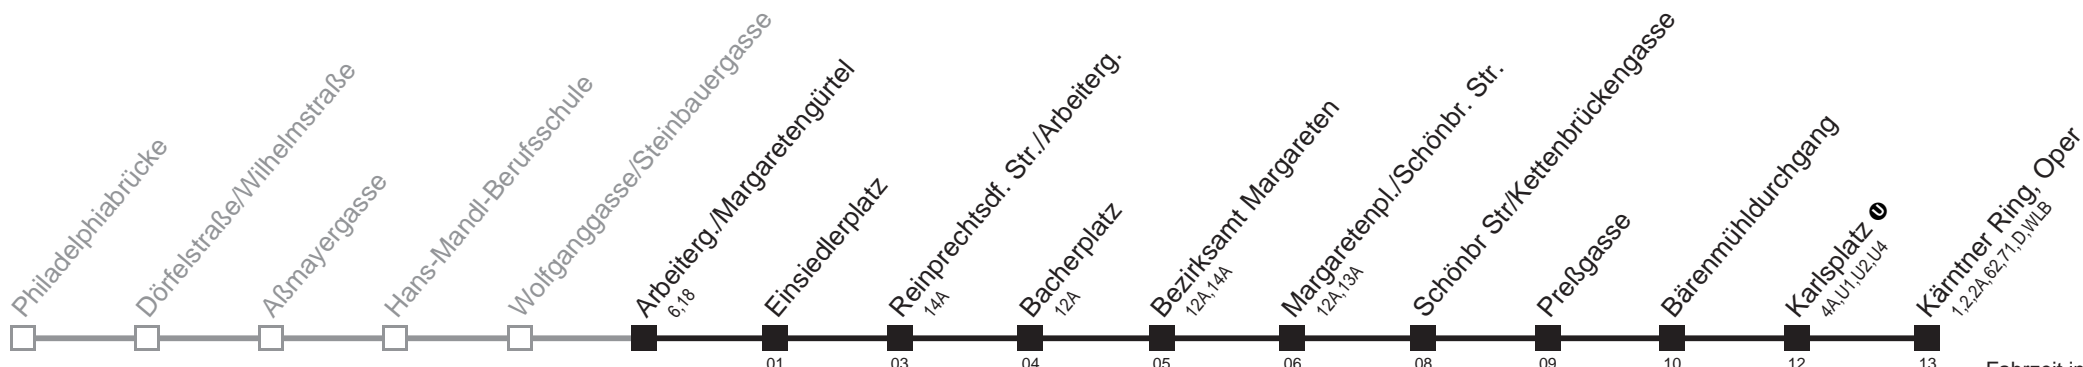 Philadelphiabrücke
Dörfelstraße/Wilhelmstraße
Aßmayergasse
Hans-Mandl-Berufsschule
Wolfganggasse/Steinbauergasse
Arbeiterg./Margaretengürtel
6,18
Einsiedlerplatz
Reinprechtsdf. Str./Arbeiterg.
14A
Bacherplatz
12A
Bezirksamt Margareten
12A,14A
Margaretenpl./Schönbr. Str.
12A,13A
Schönbr Str/Kettenbrückengasse
Preßgasse
Bärenmühldurchgang
Karlsplatz U
4A,U1,U2,U4
Kärntner Ring, Oper
1,2,2A,62,71,D,WLB
01 03 04 05 06 08 09 10 12 13 Fahrzeit in